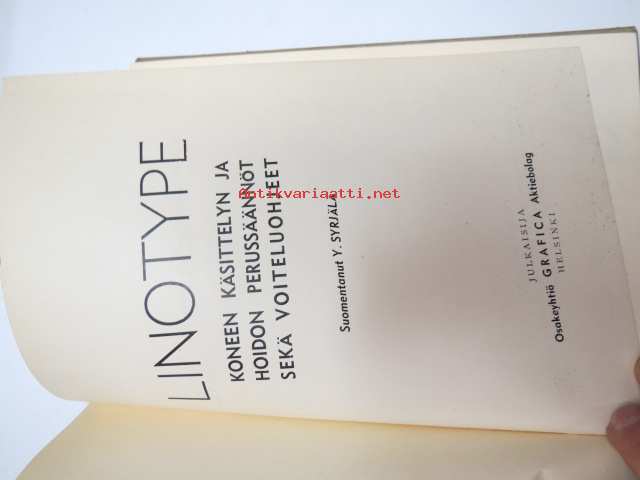 LINOTYPE
KONEEN KÄSITTELYN JA
HOIDON PERUSSÄÄNNÖT
SEKÄ VOITELUOHJEET
antikvariaatti.net
Suomentanut Y. SYRJÄLÄ
JULKAISIJA
Osakeyhtiö GRAFICA Aktiebolag
HELSINKI